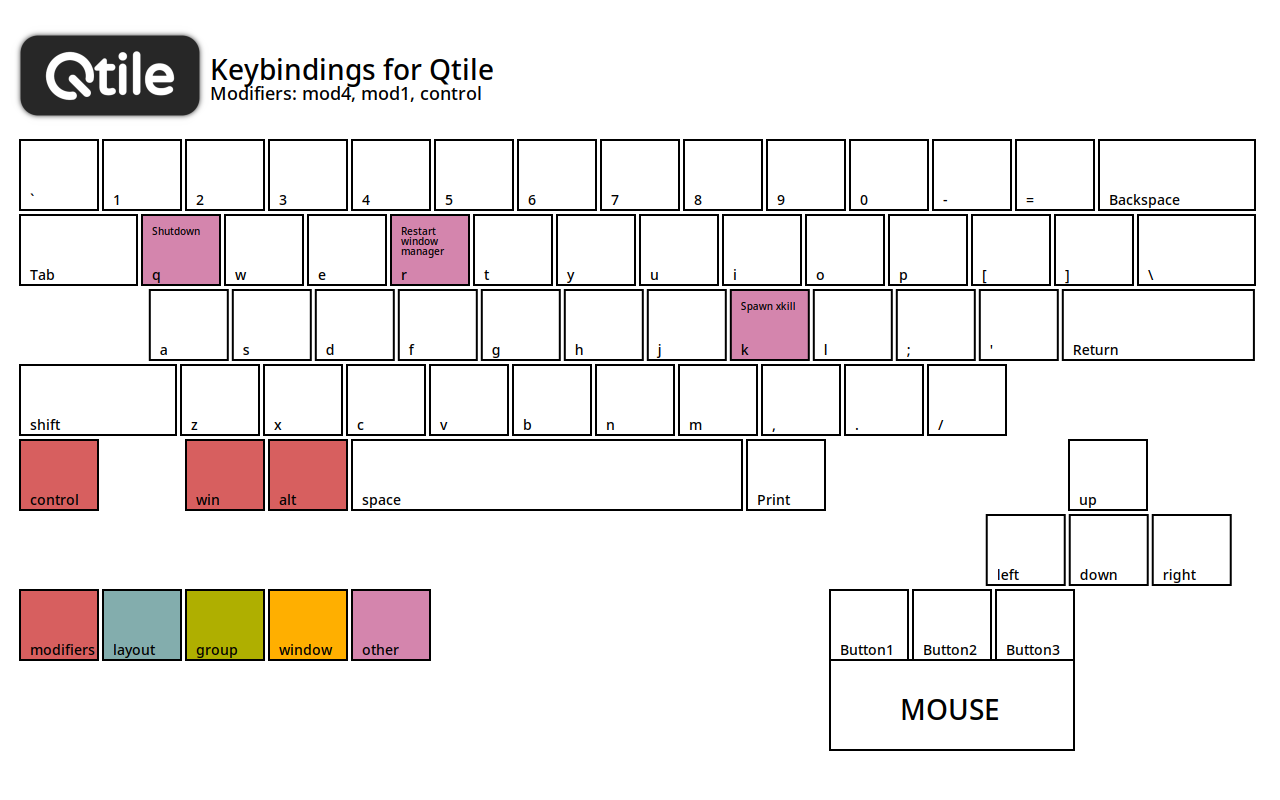 Qtile
Keybindings for Qtile
Modifiers: mod4, mod1, control
` 1 2 3 4 5 6 7 8 9 0 - = Backspace
Shutdown
Restart
window
manager
Tab q w e r t y u i o p [ ] \
Spawn xkill
a s d f g h j k l ; ' Return
shift z x c v b n m , . /
control win alt space Print up
left down right
modifiers layout group window other Button1 Button2 Button3
MOUSE